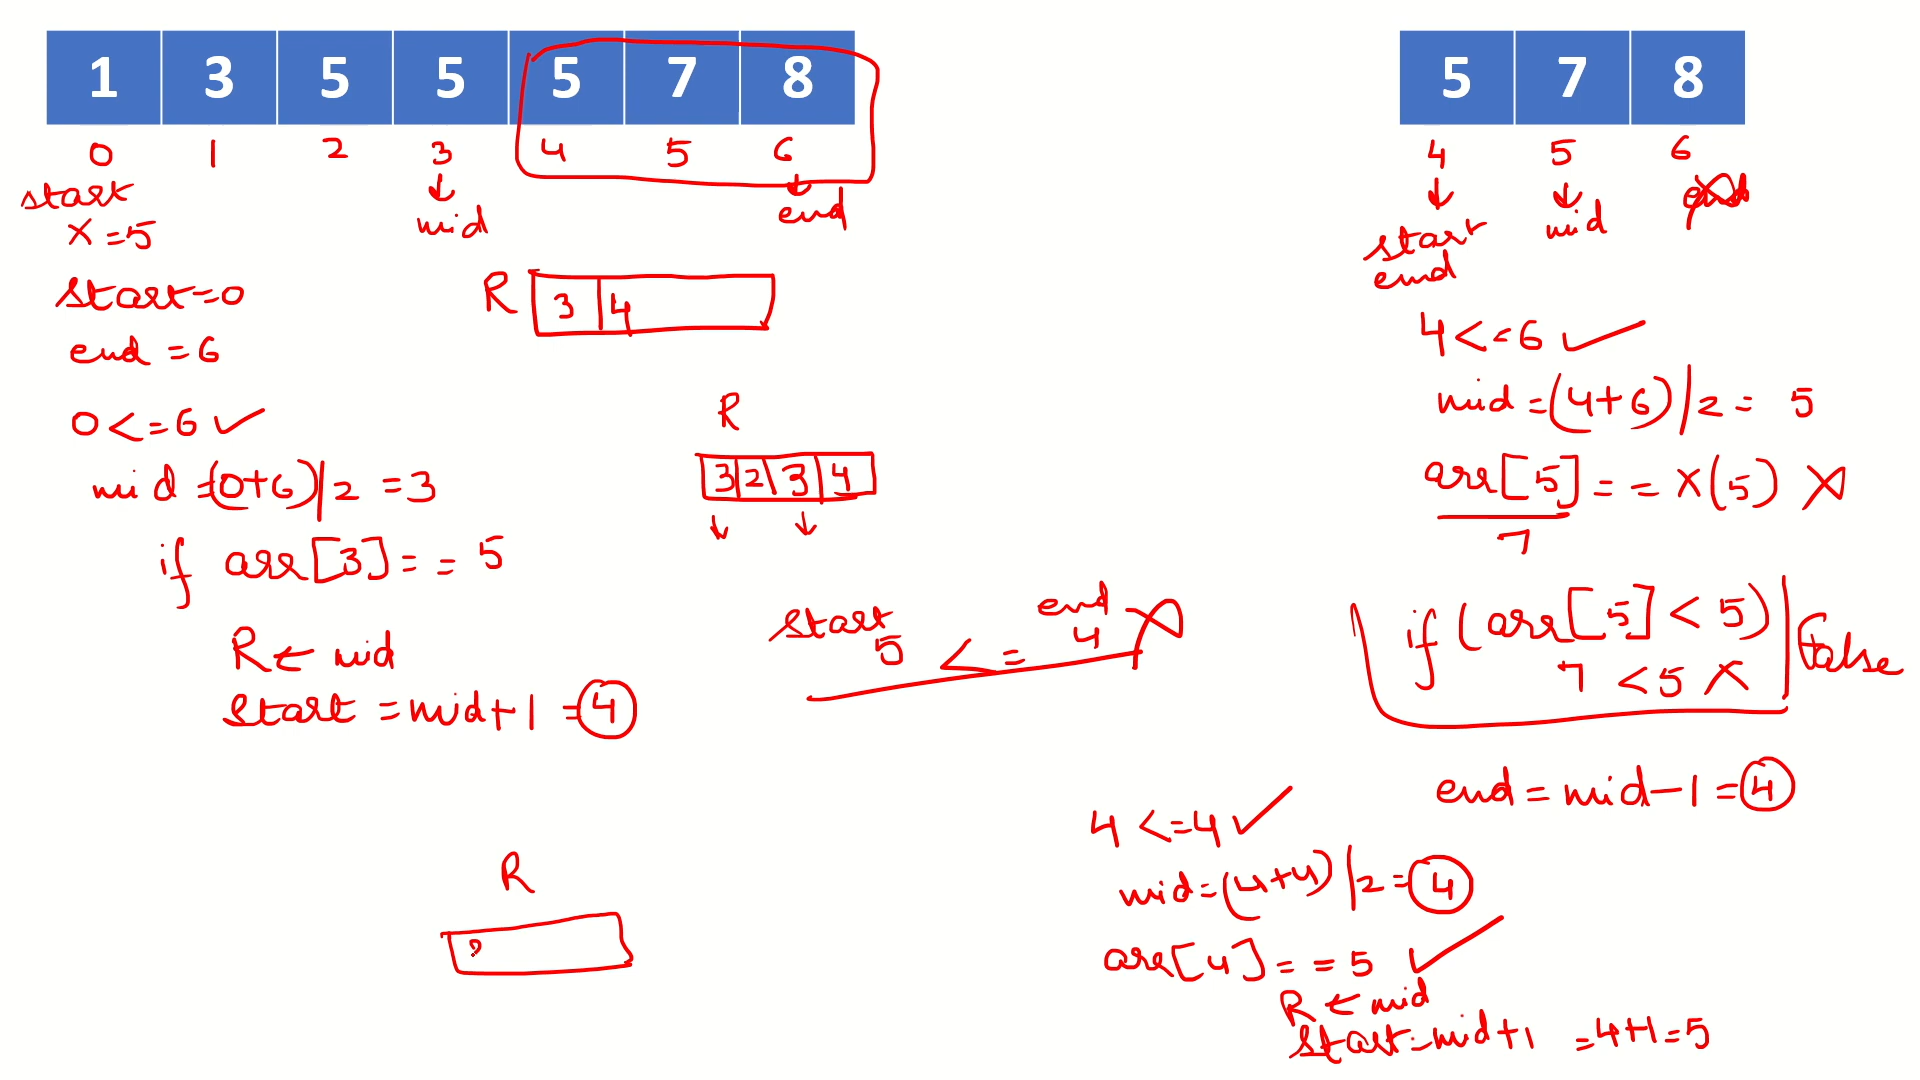 1 3 5 5 5 7 8
0 1 2 3 4 5 6
start mid end
x=5
start=0
end=6
0<=6 ✓
mid=(0+6)/2=3
if arr[3]==5
R ← mid
start=mid+1=4
R 3 4
R
3 2 3 4
start end
5 <= 4
R
5 7 8
4 5 6
start mid end
end
4<=6 ✓
mid=(4+6)/2=5
arr[5]==x(5) X
7
if(arr[5]<5) False
7<5 X
end=mid-1=4
4<=4 ✓
mid=(4+4)/2=4
arr[4]==5 ✓
R ← mid
start=mid+1=4+1=5